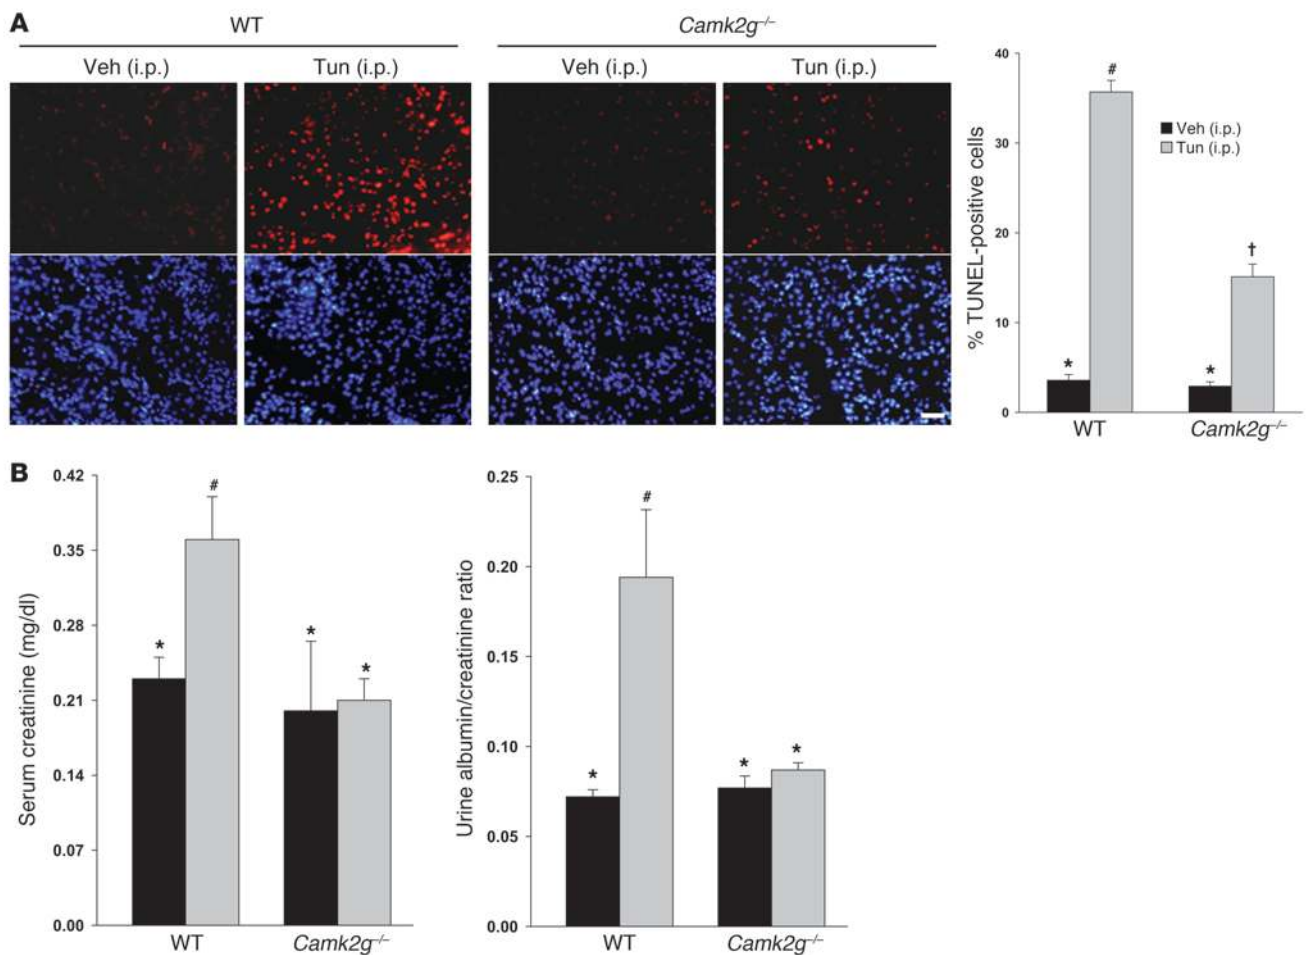 A
WT
Camk2g–/–
Veh (i.p.)
Tun (i.p.)
Veh (i.p.)
Tun (i.p.)
% TUNEL-positive cells
40
30
20
10
0
#
†
*
*
Veh (i.p.)
Tun (i.p.)
WT
Camk2g–/–
B
Serum creatinine (mg/dl)
0.42
0.35
0.28
0.21
0.14
0.07
0.00
*
#
*
*
WT
Camk2g–/–
Urine albumin/creatinine ratio
0.25
0.20
0.15
0.10
0.05
0.00
*
#
*
*
WT
Camk2g–/–